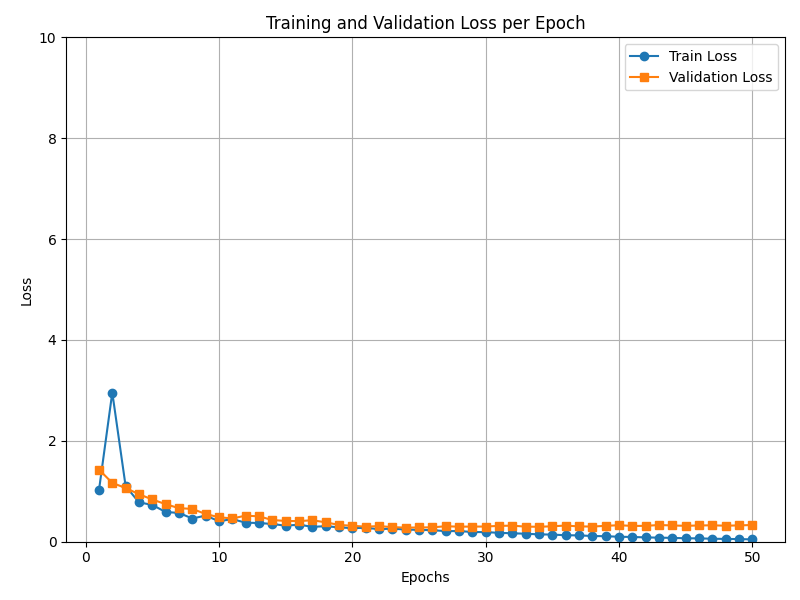 Training and Validation Loss per Epoch
Train Loss
Validation Loss
Loss
10
8
6
4
2
0
0 10 20 30 40 50
Epochs